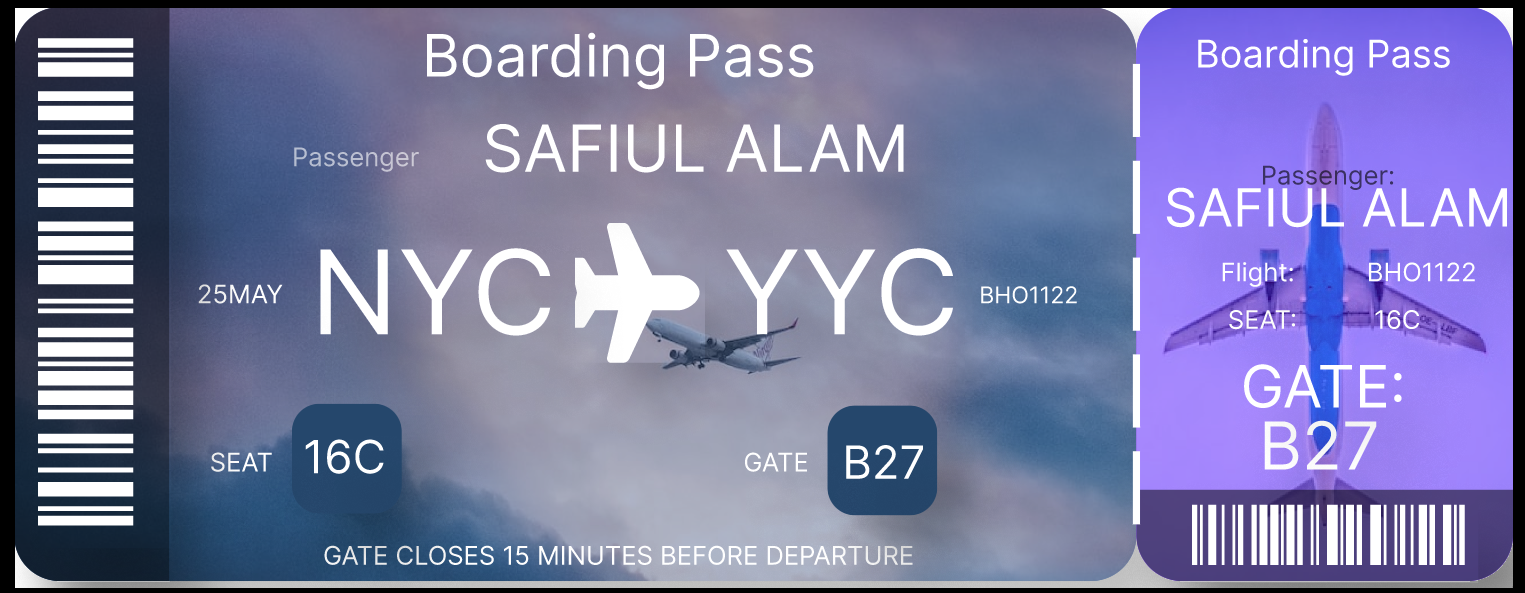 Boarding Pass
Passenger SAFIUL ALAM
25MAY NYC YYC BHO1122
SEAT 16C GATE B27
GATE CLOSES 15 MINUTES BEFORE DEPARTURE
Boarding Pass
Passenger:
SAFIUL ALAM
Flight: BHO1122
SEAT: 16C
GATE:
B27